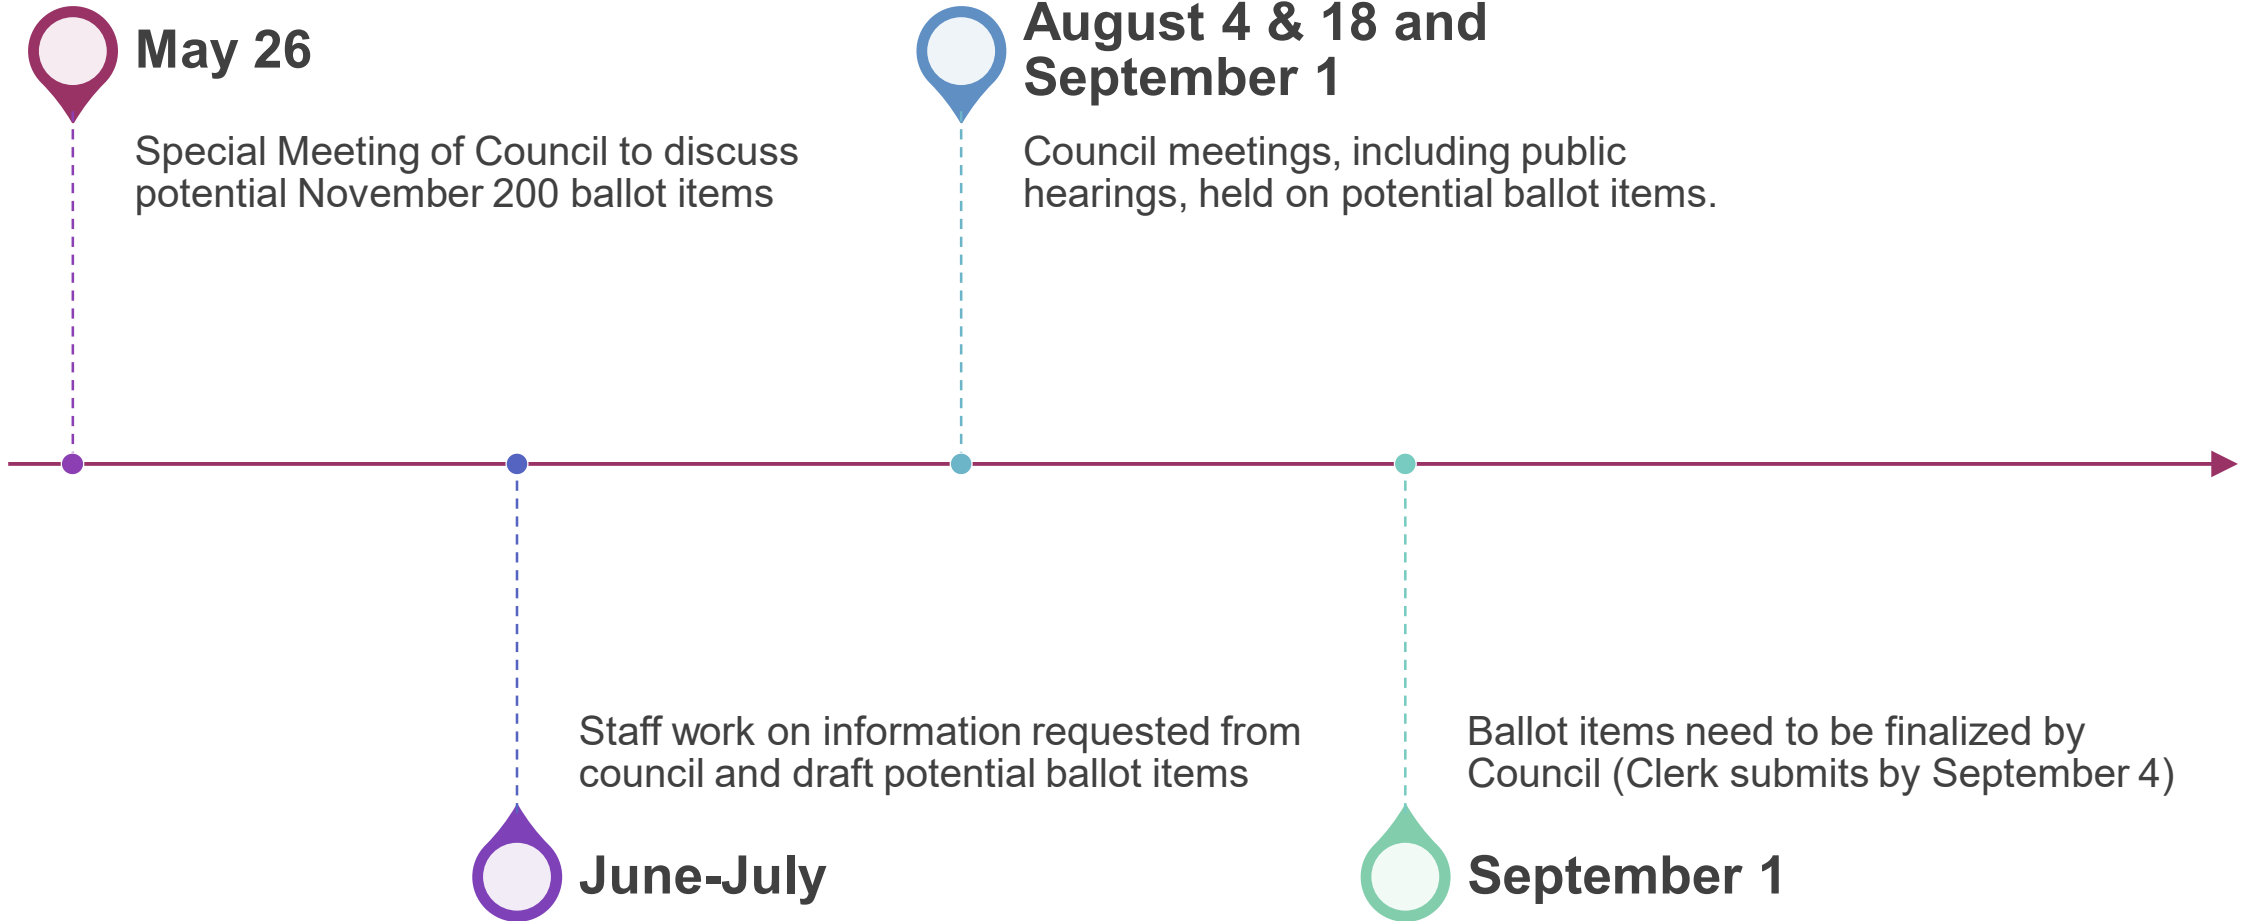 May 26
Special Meeting of Council to discuss
potential November 200 ballot items
August 4 & 18 and
September 1
Council meetings, including public
hearings, held on potential ballot items.
Staff work on information requested from
council and draft potential ballot items
June-July
Ballot items need to be finalized by
Council (Clerk submits by September 4)
September 1